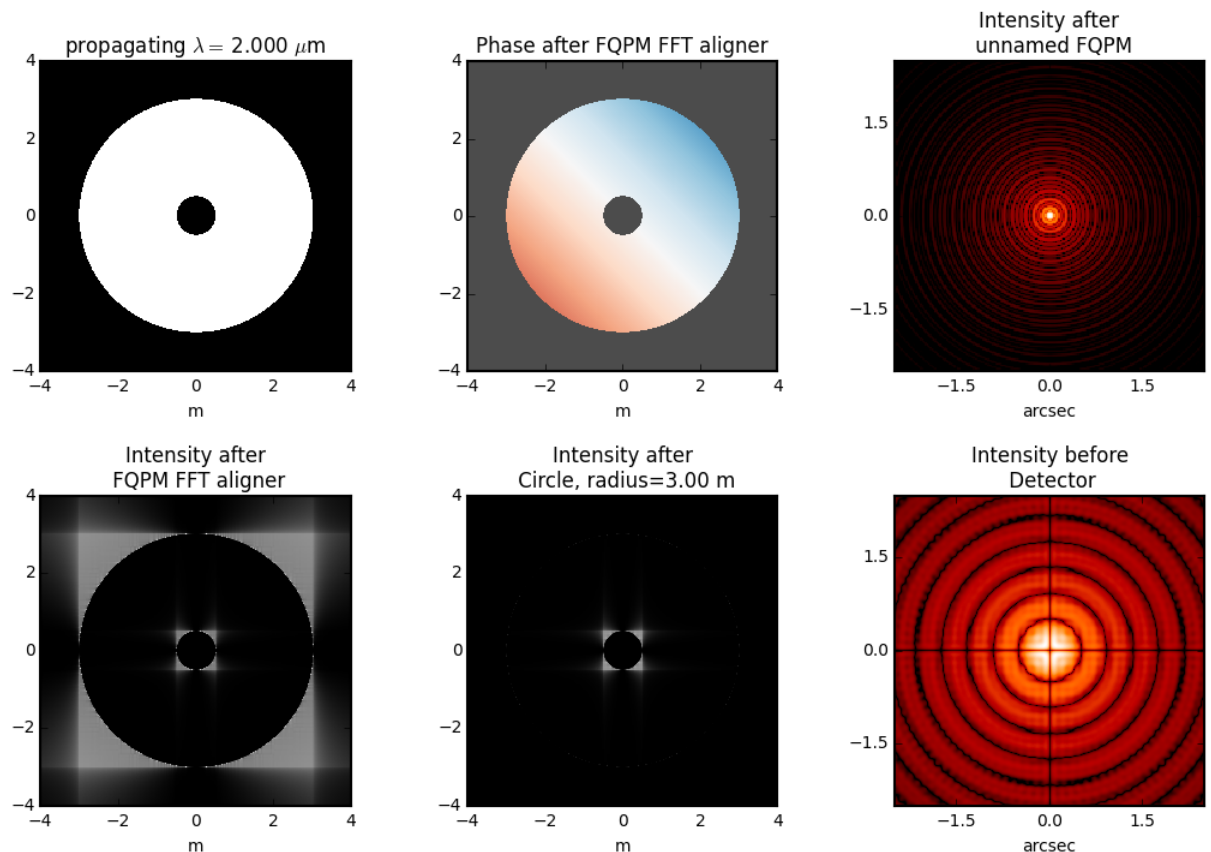 propagating λ = 2.000 μm
4
2
0
−2
−4
−4 −2 0 2 4
m
Phase after FQPM FFT aligner
4
2
0
−2
−4
−4 −2 0 2 4
m
Intensity after
unnamed FQPM
1.5
0.0
−1.5
−1.5 0.0 1.5
arcsec
Intensity after
FQPM FFT aligner
4
2
0
−2
−4
−4 −2 0 2 4
m
Intensity after
Circle, radius=3.00 m
4
2
0
−2
−4
−4 −2 0 2 4
m
Intensity before
Detector
1.5
0.0
−1.5
−1.5 0.0 1.5
arcsec